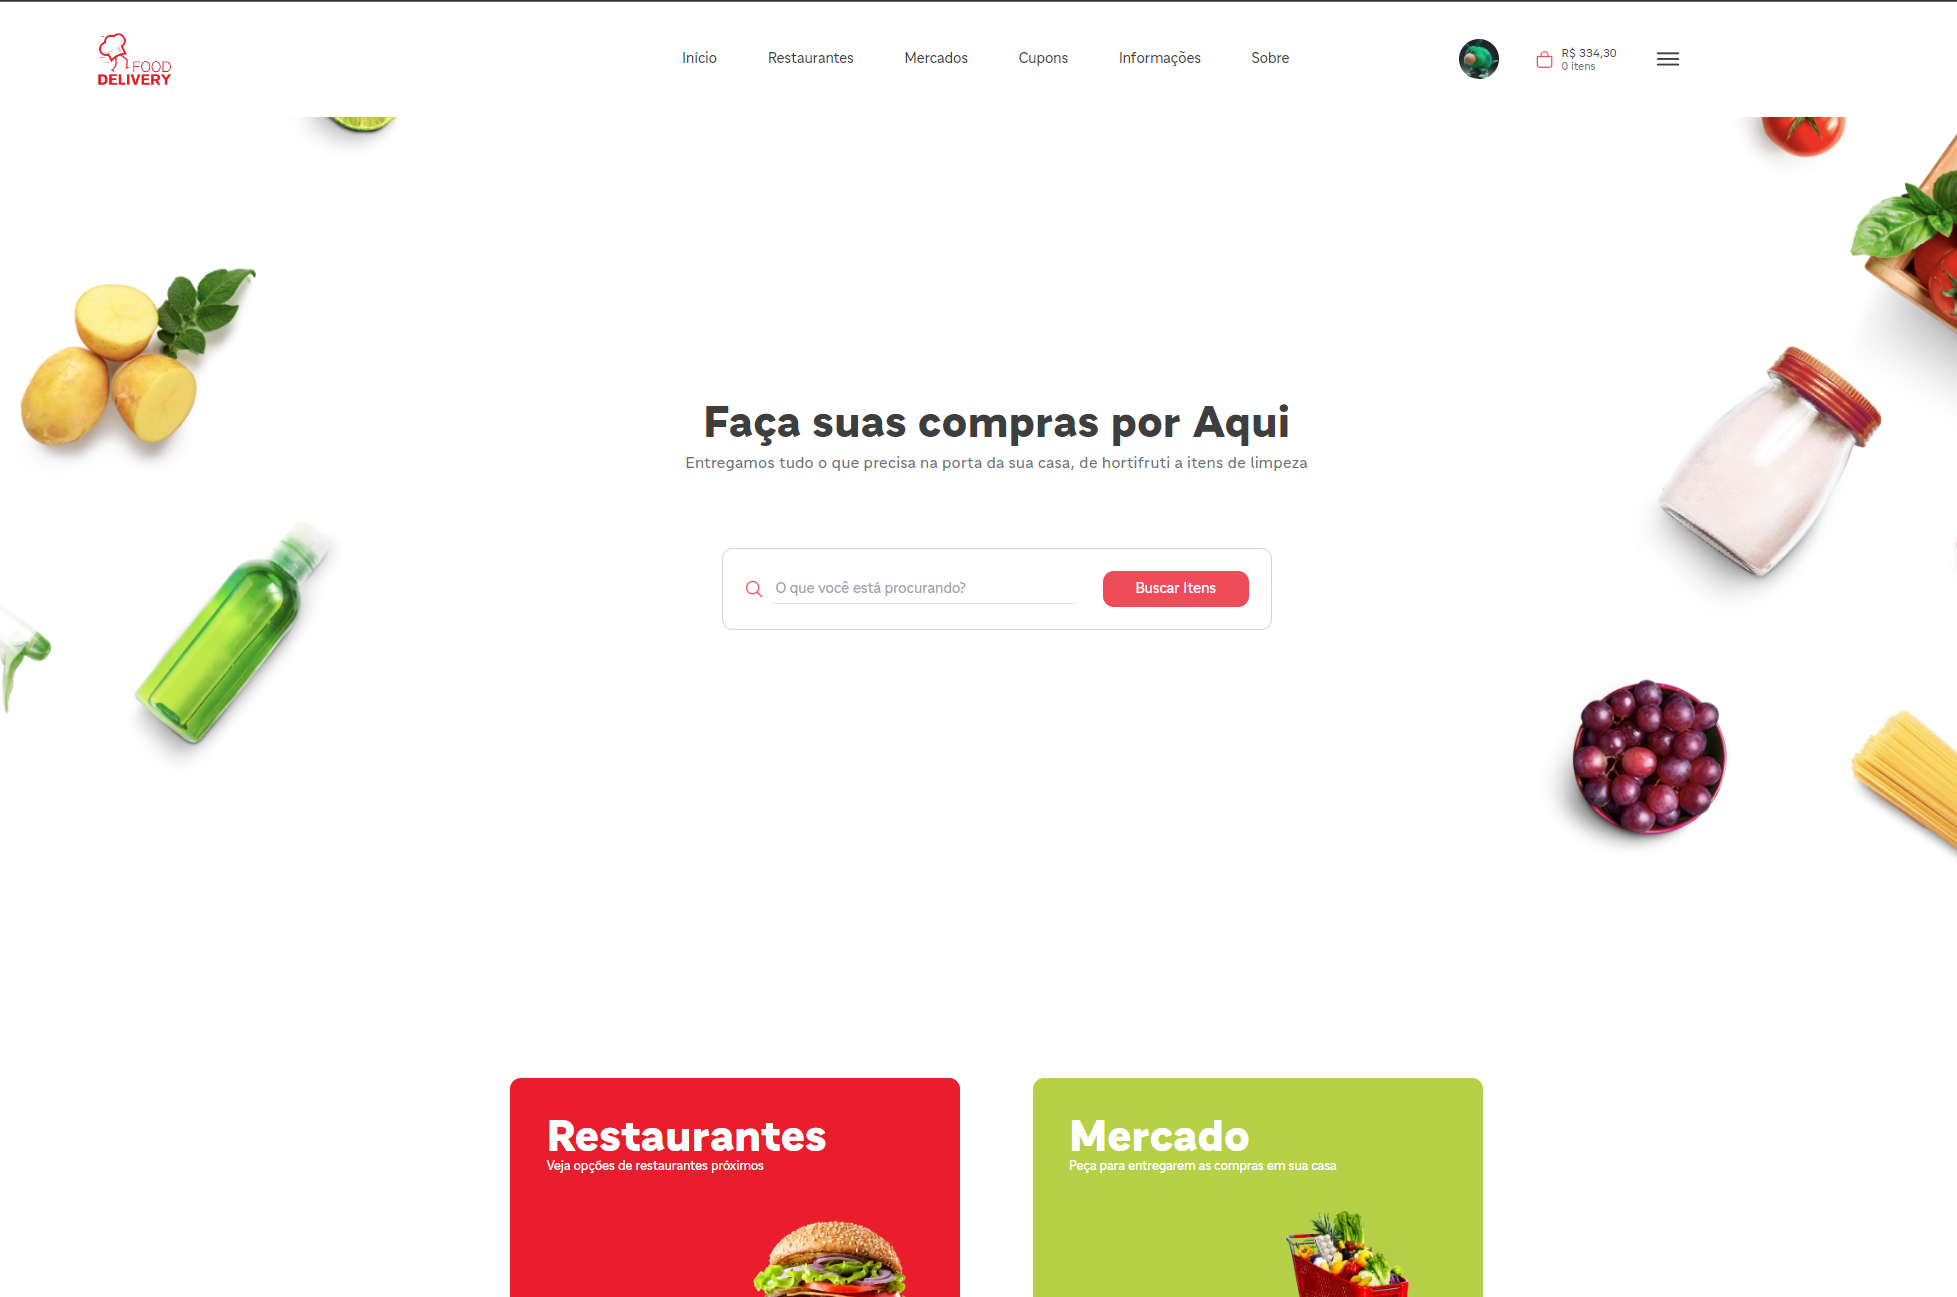 FOOD
DELIVERY
Início
Restaurantes
Mercados
Cupons
Informações
Sobre
R$ 334,30
0 itens
Faça suas compras por Aqui
Entregamos tudo o que precisa na porta da sua casa, de hortifruti a itens de limpeza
O que você está procurando?
Buscar Itens
Restaurantes
Veja opções de restaurantes próximos
Mercado
Peça para entregarem as compras em sua casa